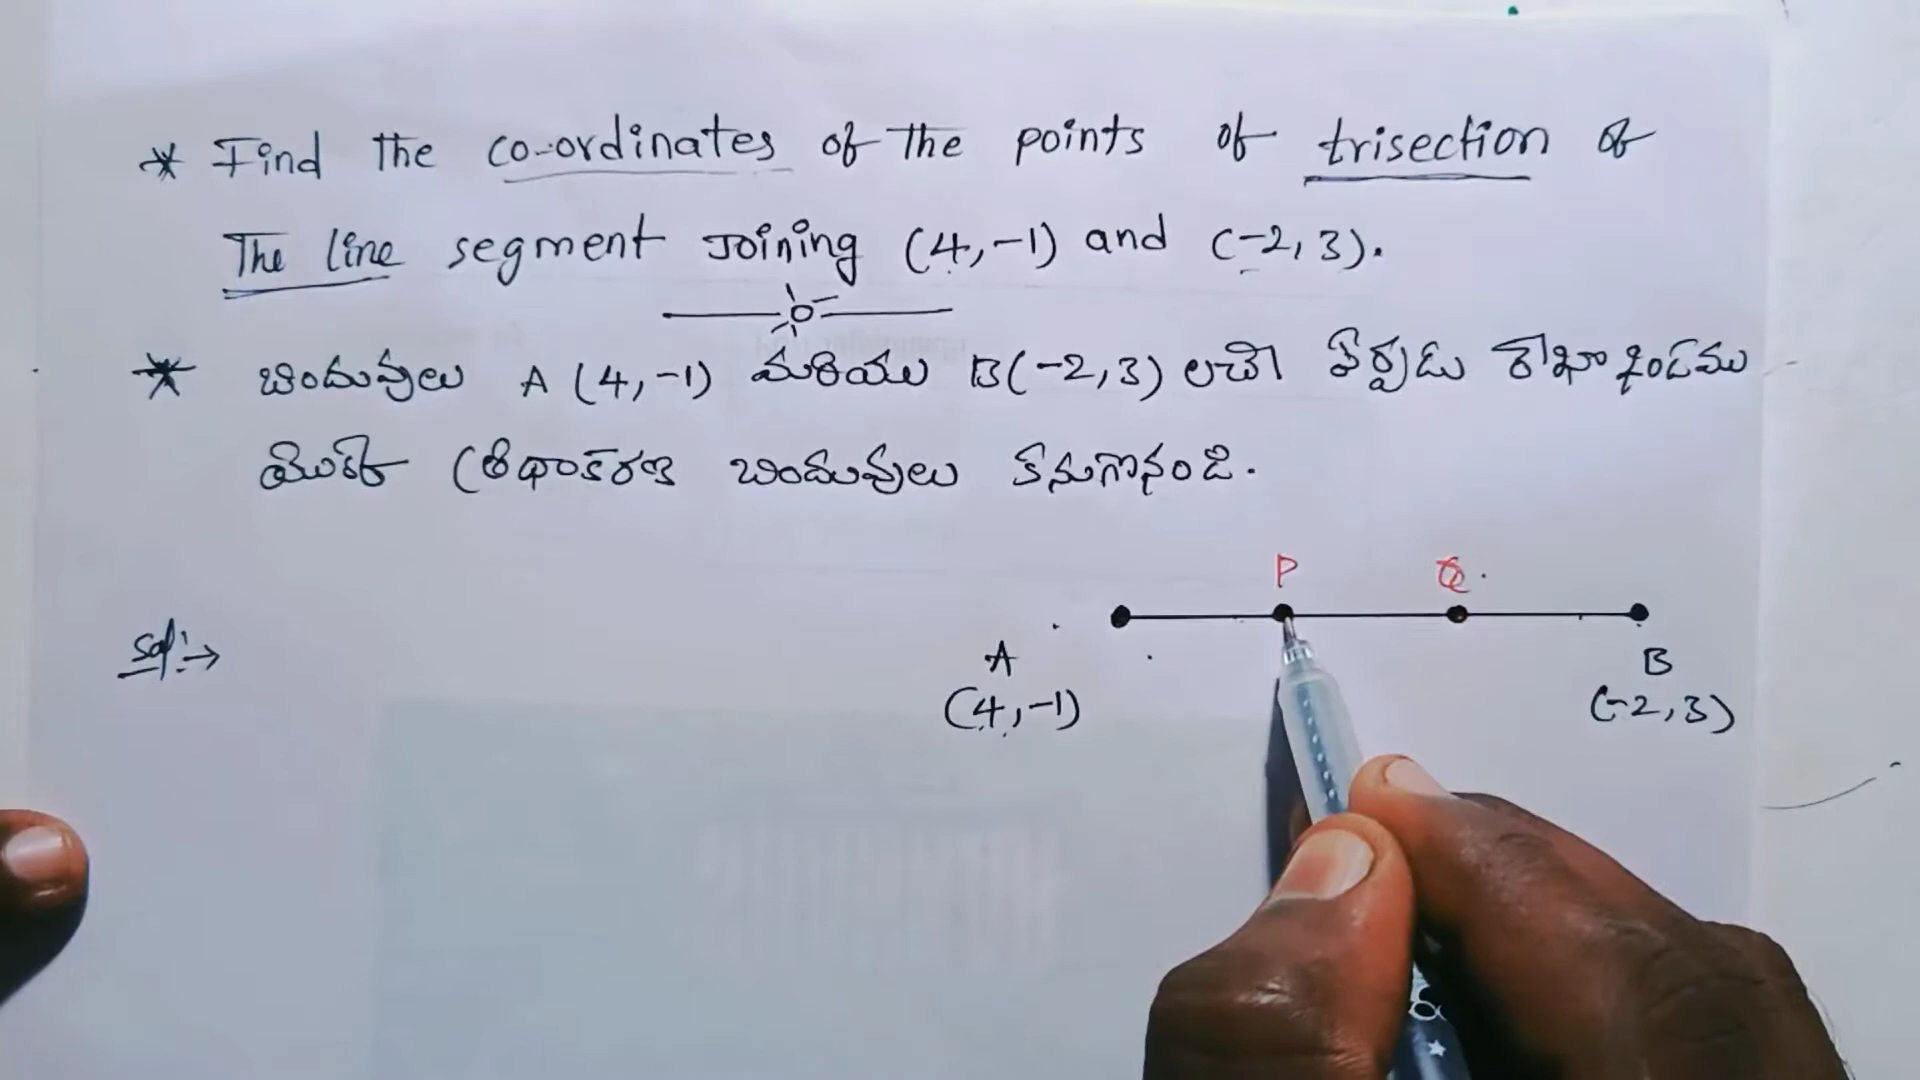 * Find the co-ordinates of the points of trisection of
The line segment Joining (4,-1) and (-2,3).
* బిందువులు A (4,-1) మరియు B(-2,3) లచే ఏర్పడు రేఖాఖండము
యొక్క త్రిథాకరణ బిందువులు కనుగొనండి.
P Q
Sol:→
A B
(4,-1) (-2,3)